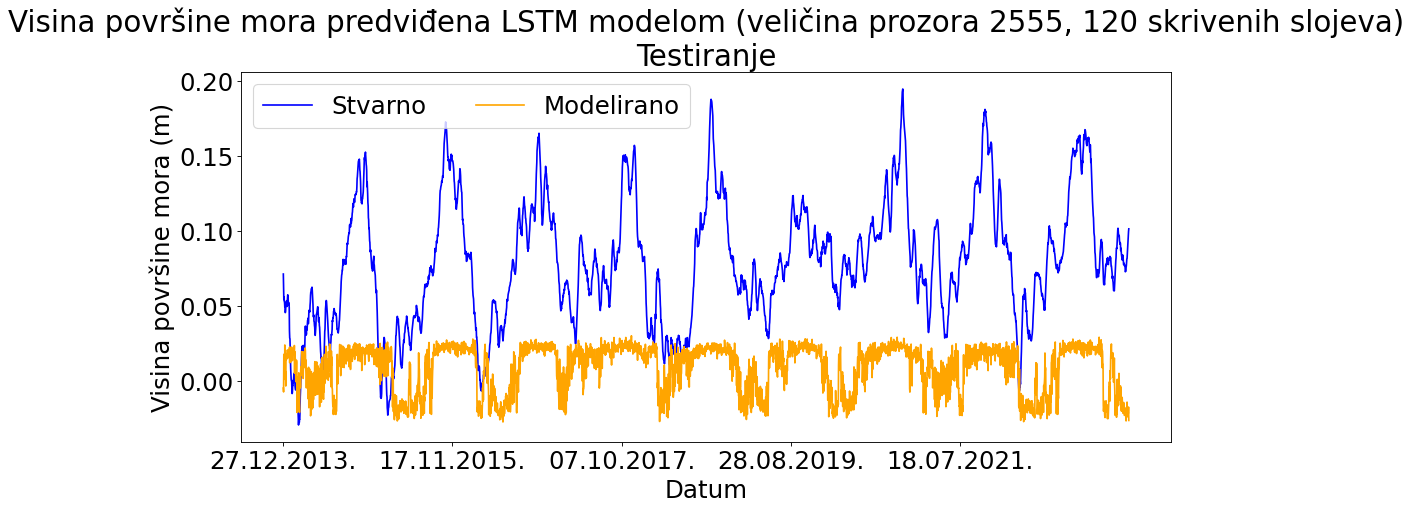 Visina površine mora predviđena LSTM modelom (veličina prozora 2555, 120 skrivenih slojeva)
Testiranje
Stvarno
Modelirano
Visina površine mora (m)
0.20
0.15
0.10
0.05
0.00
27.12.2013.
17.11.2015.
07.10.2017.
28.08.2019.
18.07.2021.
Datum